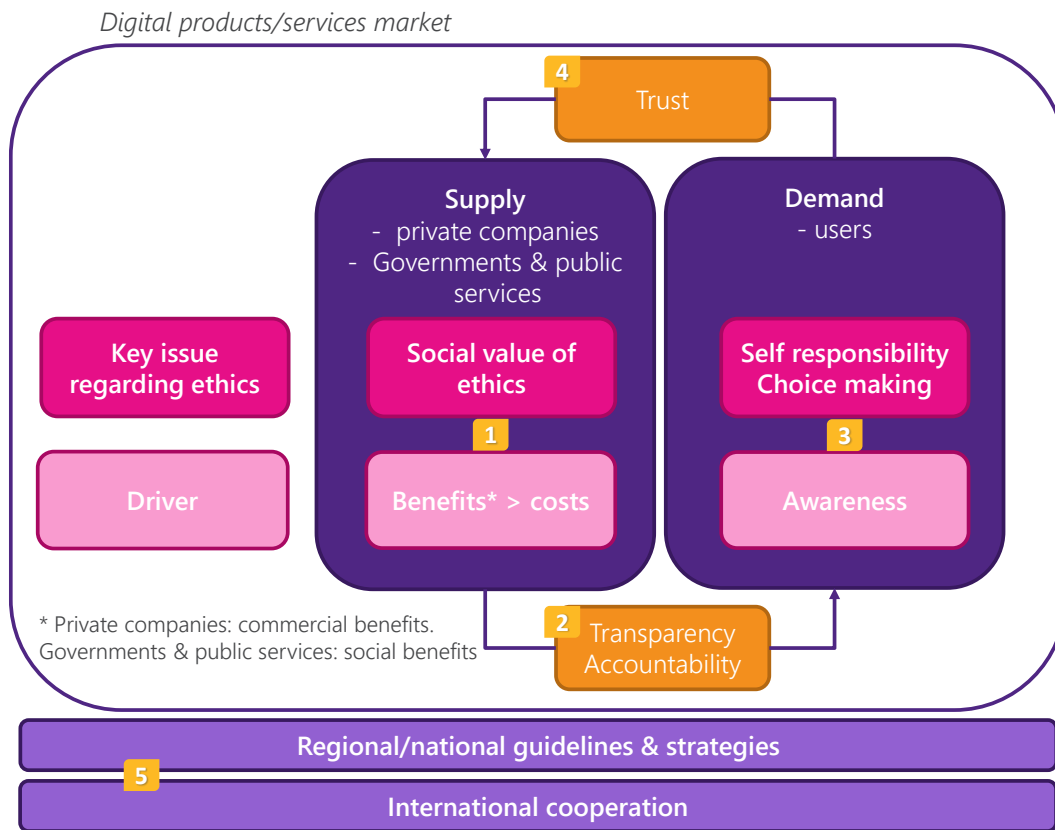 Digital products/services market
4
Trust
Supply
- private companies
- Governments & public
services
Demand
- users
Key issue
regarding ethics
Social value of
ethics
Self responsibility
Choice making
1
3
Driver
Benefits* > costs
Awareness
* Private companies: commercial benefits.
Governments & public services: social benefits
2
Transparency
Accountability
Regional/national guidelines & strategies
5
International cooperation